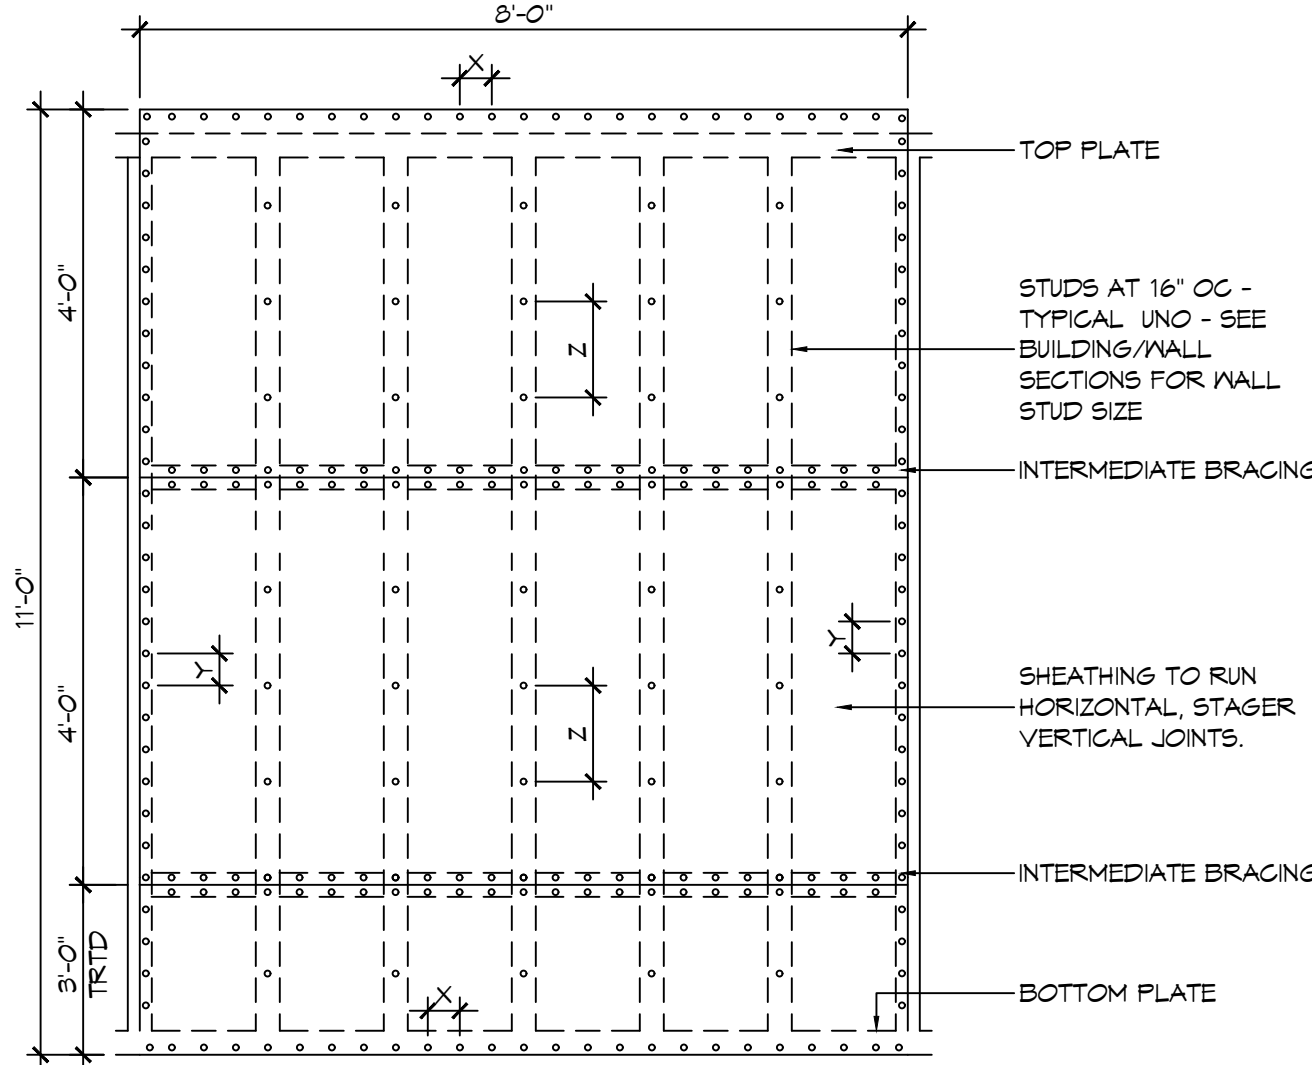 8'-0"
X
TOP PLATE
4'-0"
STUDS AT 16" OC -
TYPICAL UNO - SEE
BUILDING/WALL
SECTIONS FOR WALL
STUD SIZE
Z
INTERMEDIATE BRACING
11'-0"
Y
Y
4'-0"
SHEATHING TO RUN
HORIZONTAL, STAGER
VERTICAL JOINTS.
Z
INTERMEDIATE BRACING
3'-0"
TRTD
X
BOTTOM PLATE